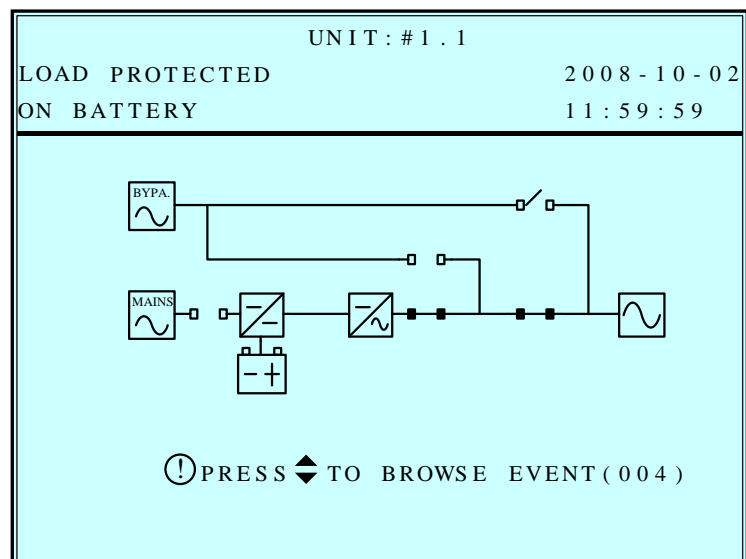 UNIT:#1.1
LOAD PROTECTED 2008-10-02
ON BATTERY 11:59:59
BYPA.
MAINS
PRESS TO BROWSE EVENT(004)